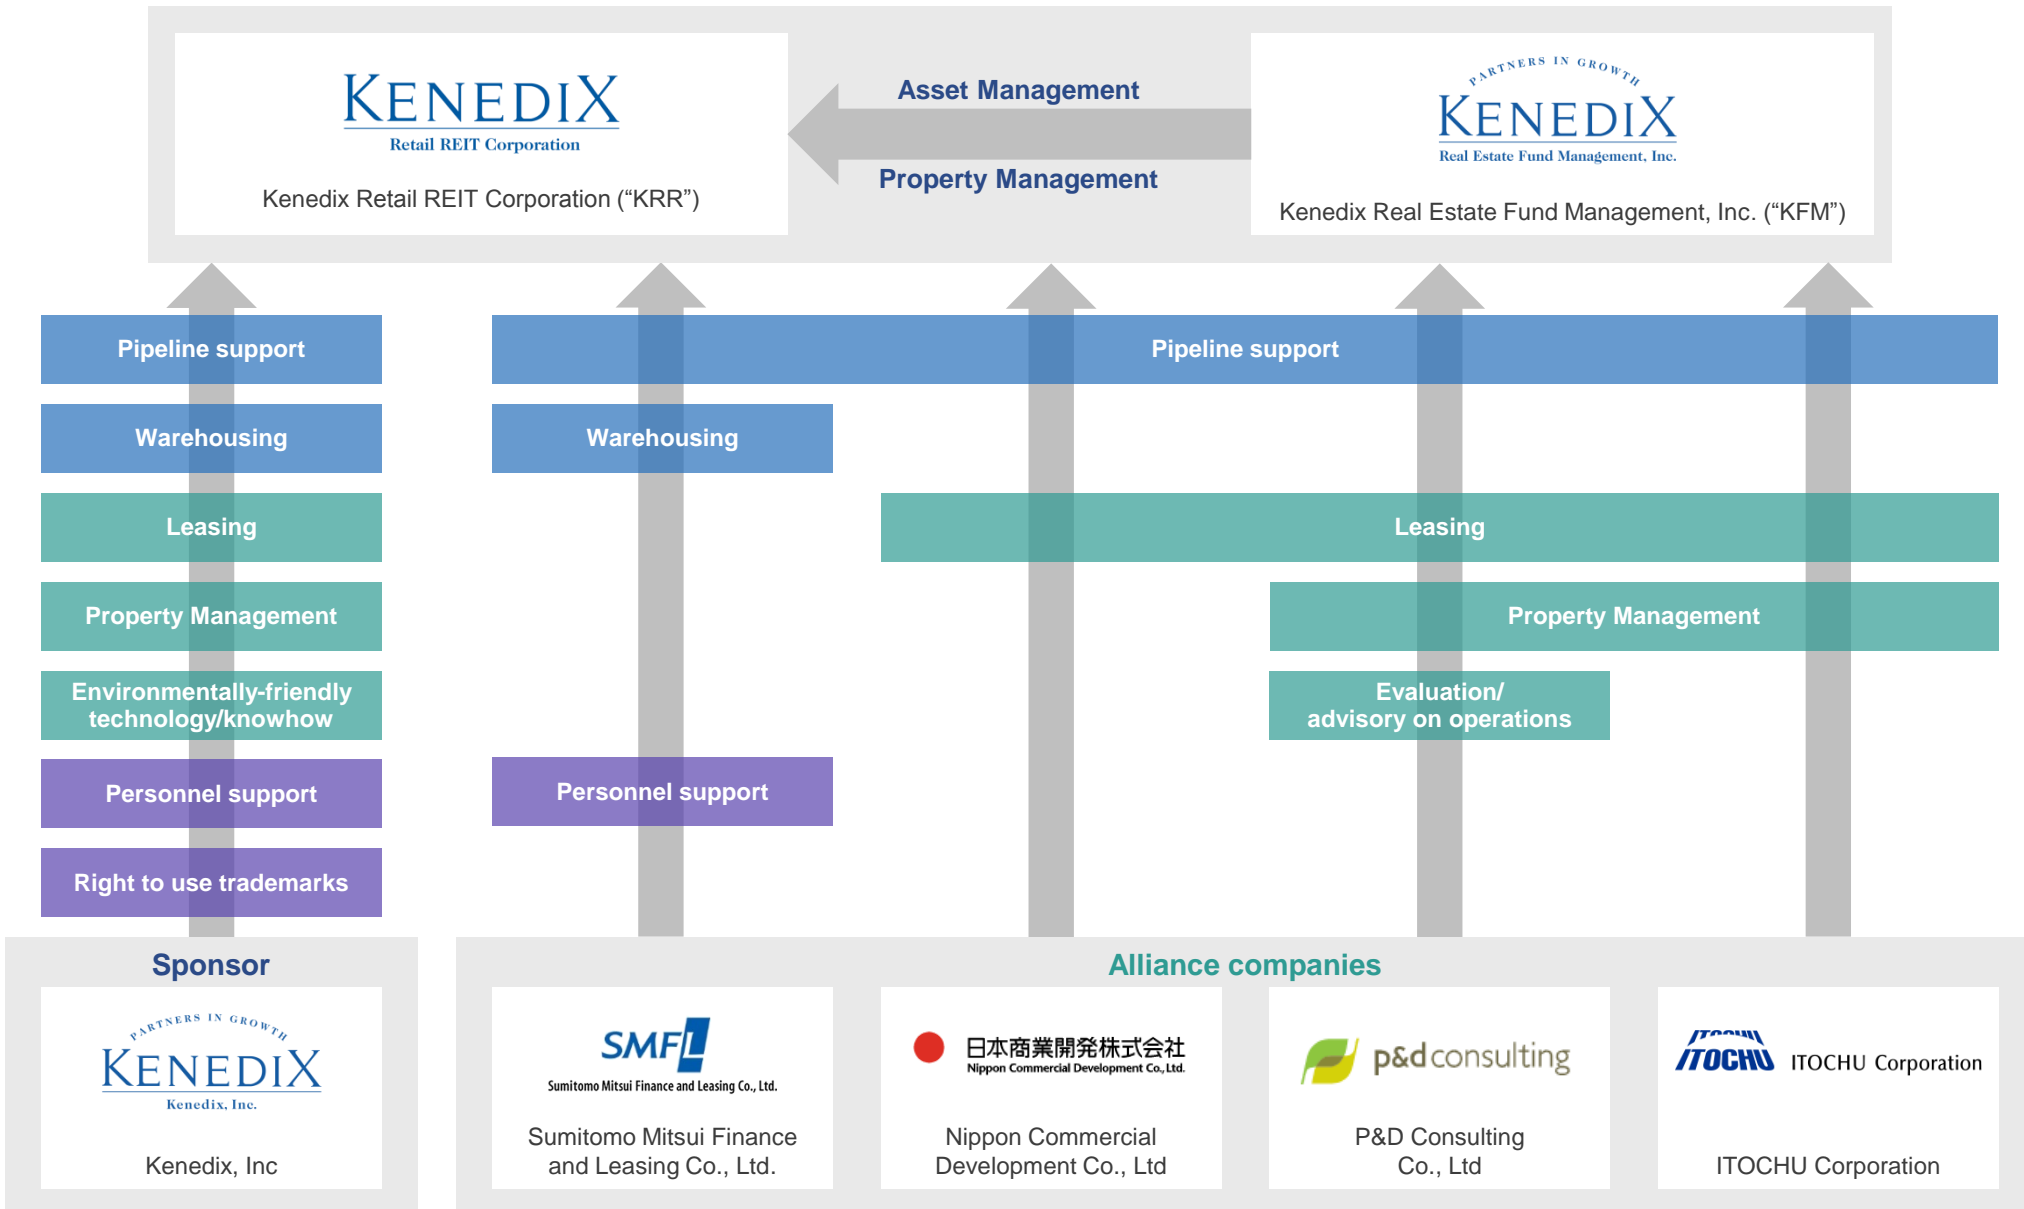 KENEDIX
Retail REIT Corporation
Kenedix Retail REIT Corporation (“KRR”)
Asset Management
Property Management
PARTNERS IN GROWTH
KENEDIX
Real Estate Fund Management, Inc.
Kenedix Real Estate Fund Management, Inc. (“KFM”)
Pipeline support
Pipeline support
Warehousing
Warehousing
Leasing
Leasing
Property Management
Property Management
Environmentally-friendly
technology/knowhow
Evaluation/
advisory on operations
Personnel support
Personnel support
Right to use trademarks
Sponsor
PARTNERS IN GROWTH
KENEDIX
Kenedix, Inc.
Kenedix, Inc
Alliance companies
SMFL
Sumitomo Mitsui Finance and Leasing Co., Ltd.
Sumitomo Mitsui Finance
and Leasing Co., Ltd.
日本商業開発株式会社
Nippon Commercial Development Co., Ltd.
Nippon Commercial
Development Co., Ltd
p&d consulting
P&D Consulting
Co., Ltd
ITOCHU
ITOCHU
ITOCHU Corporation
ITOCHU Corporation